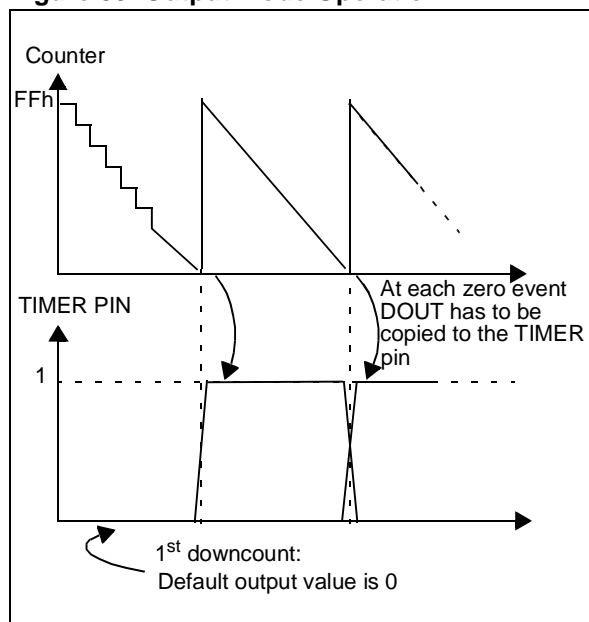 Counter
FFh
At each zero event
DOUT has to be
copied to the TIMER
pin
TIMER PIN
1
1st downcount:
Default output value is 0